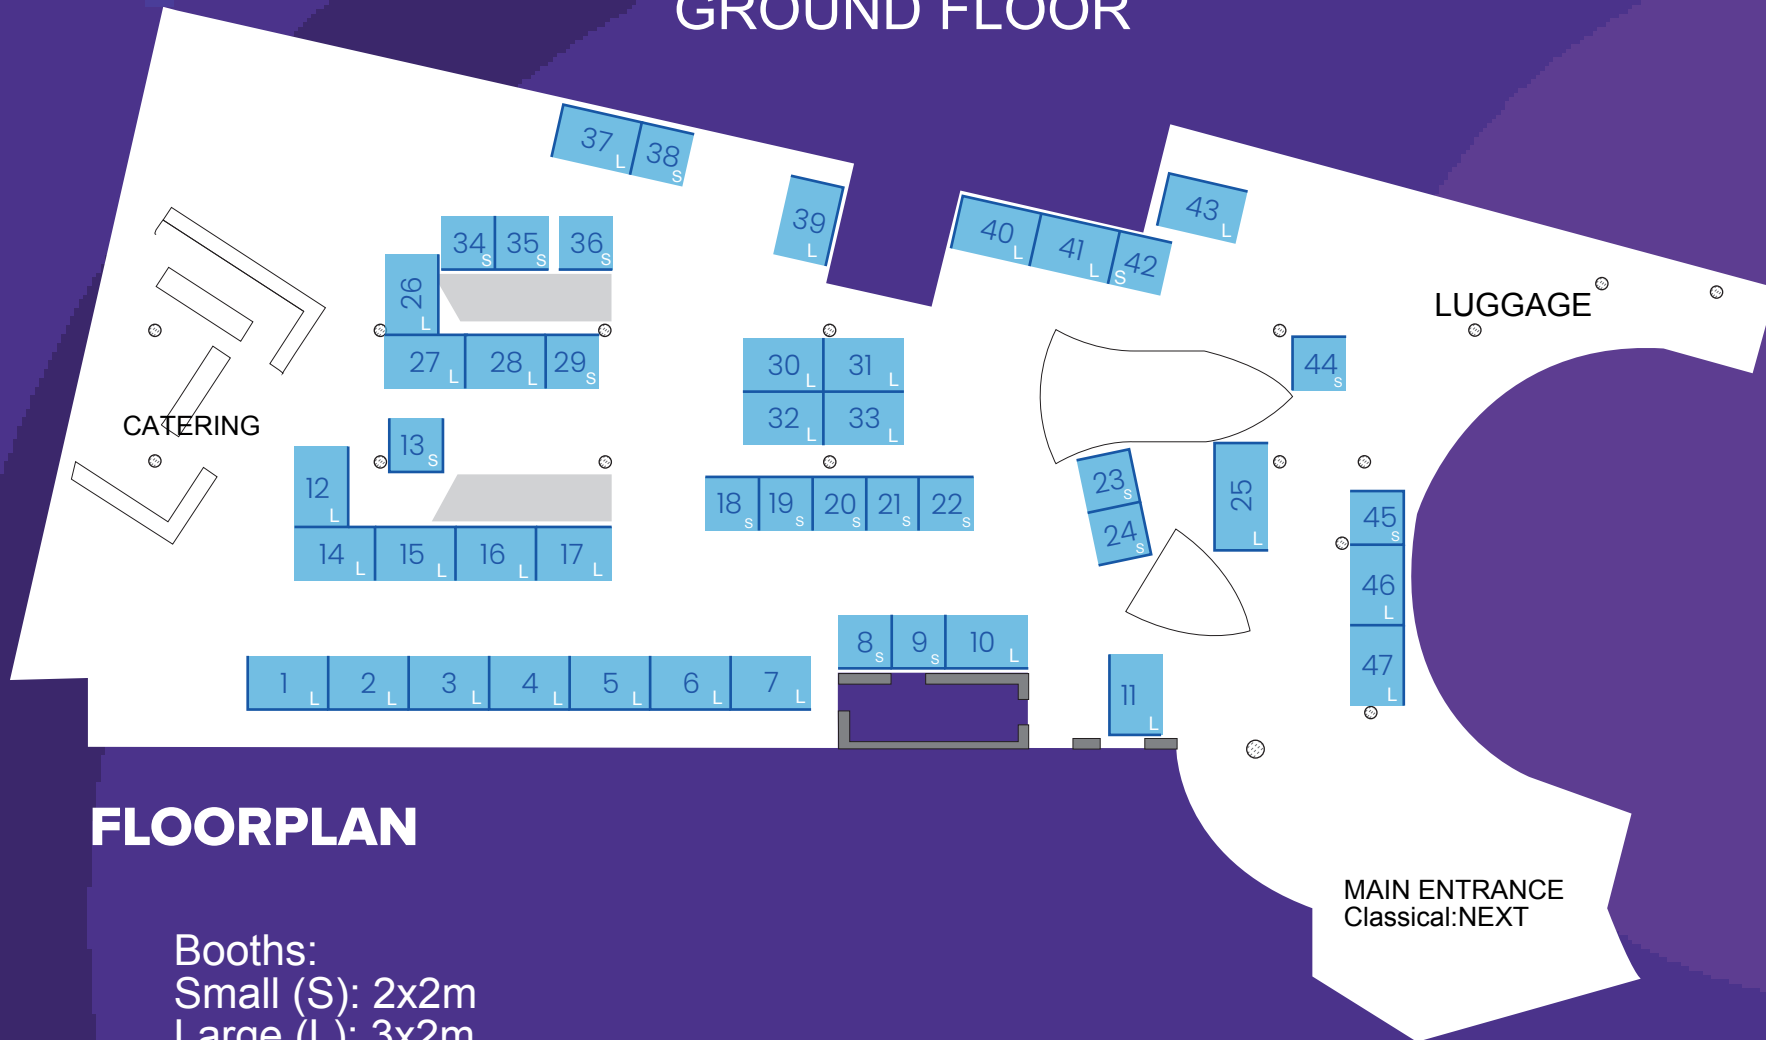 GROUND FLOOR
37 L
38 S
39 L
40 L
41 L
42 S
43 L
34 S
35 S
36 S
26 L
27 L
28 L
29 S
30 L
31 L
32 L
33 L
44 S
LUGGAGE
CATERING
13 S
12 L
14 L
15 L
16 L
17 L
18 S
19 S
20 S
21 S
22 S
23 S
24 S
25 L
45 S
46 L
47 L
8 S
9 S
10 L
11 L
1 L
2 L
3 L
4 L
5 L
6 L
7 L
FLOORPLAN
MAIN ENTRANCE
Classical:NEXT
Booths:
Small (S): 2x2m
Large (L): 3x2m